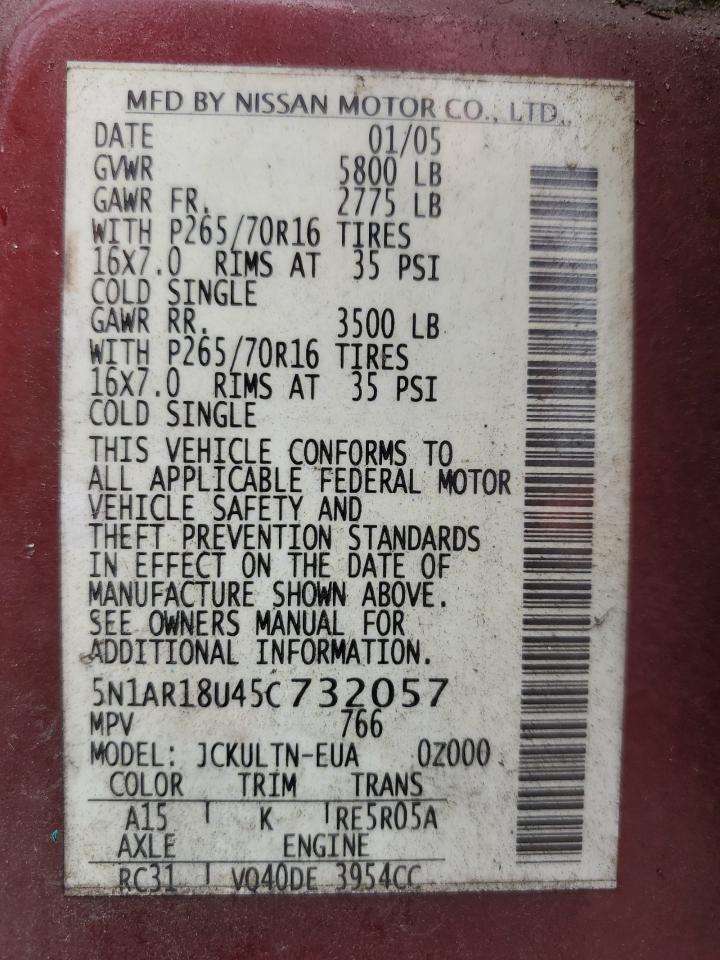 MFD BY NISSAN MOTOR CO., LTD.
DATE 01/05
GVWR 5800 LB
GAWR FR. 2775 LB
WITH P265/70R16 TIRES
16X7.0 RIMS AT 35 PSI
COLD SINGLE
GAWR RR. 3500 LB
WITH P265/70R16 TIRES
16X7.0 RIMS AT 35 PSI
COLD SINGLE
THIS VEHICLE CONFORMS TO
ALL APPLICABLE FEDERAL MOTOR
VEHICLE SAFETY AND
THEFT PREVENTION STANDARDS
IN EFFECT ON THE DATE OF
MANUFACTURE SHOWN ABOVE.
SEE OWNERS MANUAL FOR
ADDITIONAL INFORMATION.
5N1AR18U45C732057
MPV 766
MODEL: JCKULTN-EUA 0Z000
COLOR TRIM TRANS
A15 K RE5R05A
AXLE ENGINE
RC31 VQ40DE 3954CC